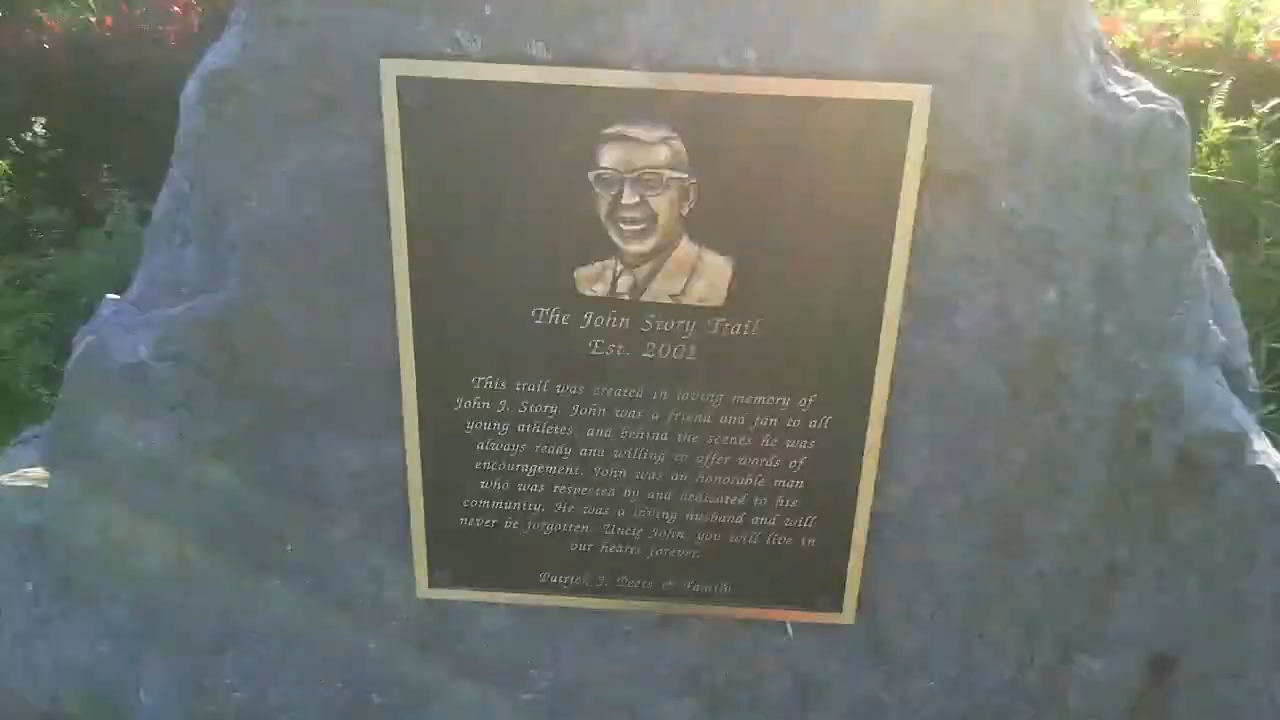 The John Story Trail
Est. 2001
This trail was created in loving memory of
John J. Story. John was a friend and fan to all
young athletes, and behind the scenes he was
always ready and willing to offer words of
encouragement. John was an honorable man
who was respected by and dedicated to his
community. He was a loving husband and will
never be forgotten. Uncle John, you will live in
our hearts forever.
Patrick J. & Family